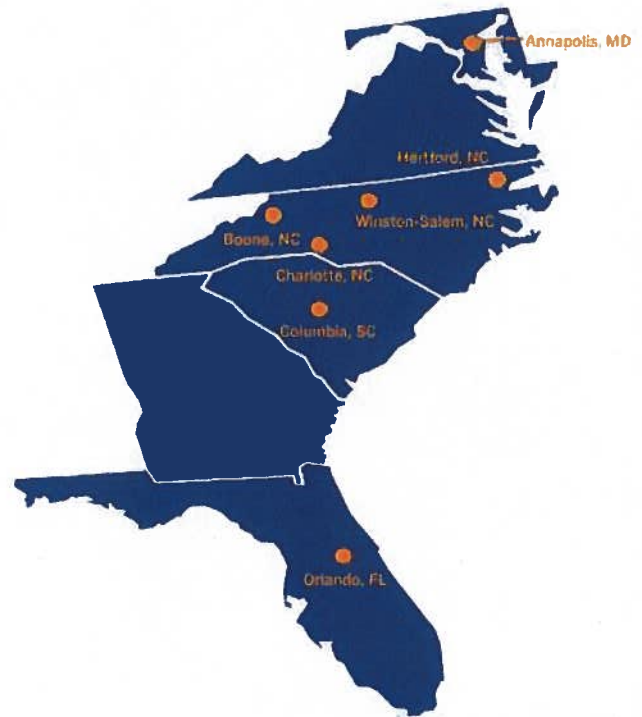 Annapolis, MD
Hertford, NC
Winston-Salem, NC
Boone, NC
Charlotte, NC
Columbia, SC
Orlando, FL